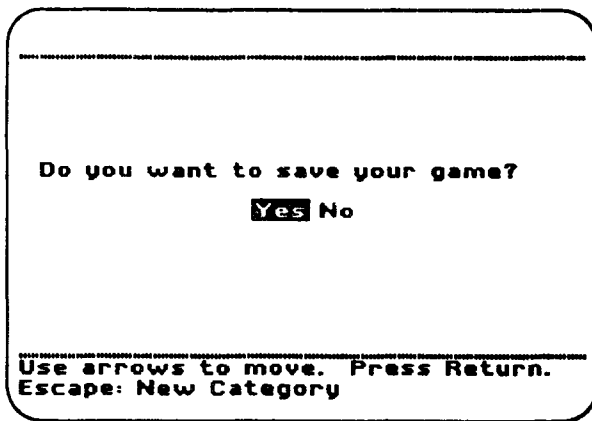 Do you want to save your game?
Yes No
Use arrows to move. Press Return.
Escape: New Category